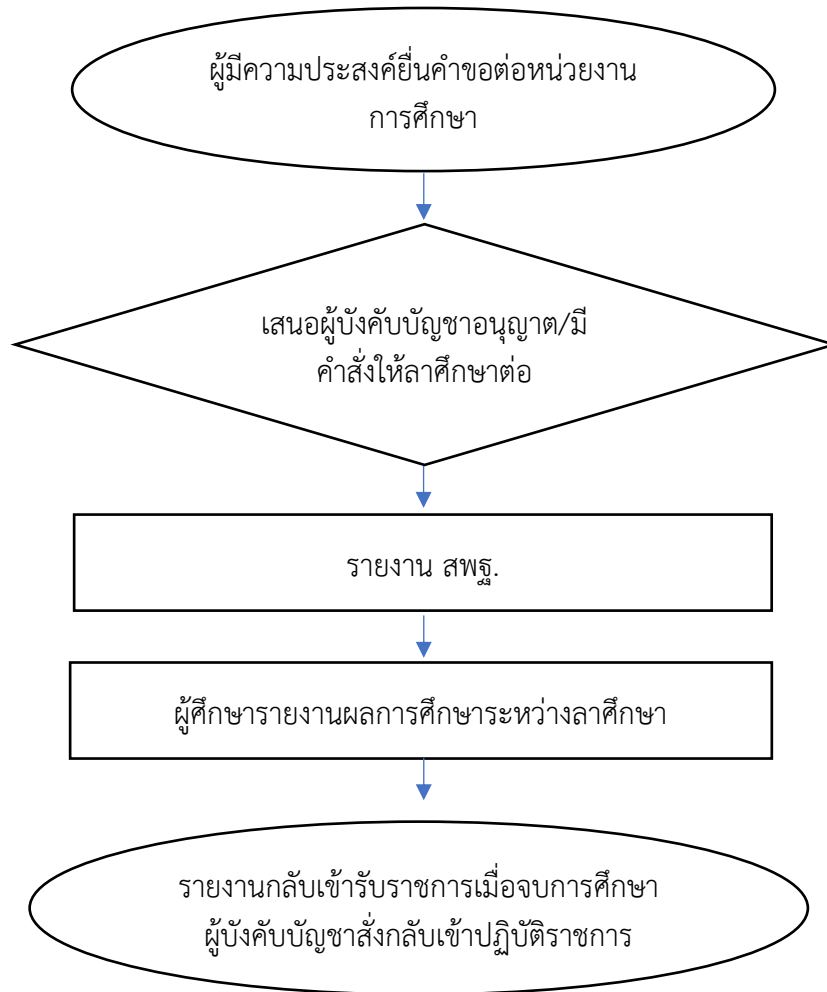 ผู้มีความประสงค์ยื่นคำขอต่อหน่วยงาน
การศึกษา
เสนอผู้บังคับบัญชาอนุญาต/มี
คำสั่งให้ลาศึกษาต่อ
รายงาน สพฐ.
ผู้ศึกษารายงานผลการศึกษาระหว่างลาศึกษา
รายงานกลับเข้ารับราชการเมื่อจบการศึกษา
ผู้บังคับบัญชาสั่งกลับเข้าปฏิบัติราชการ